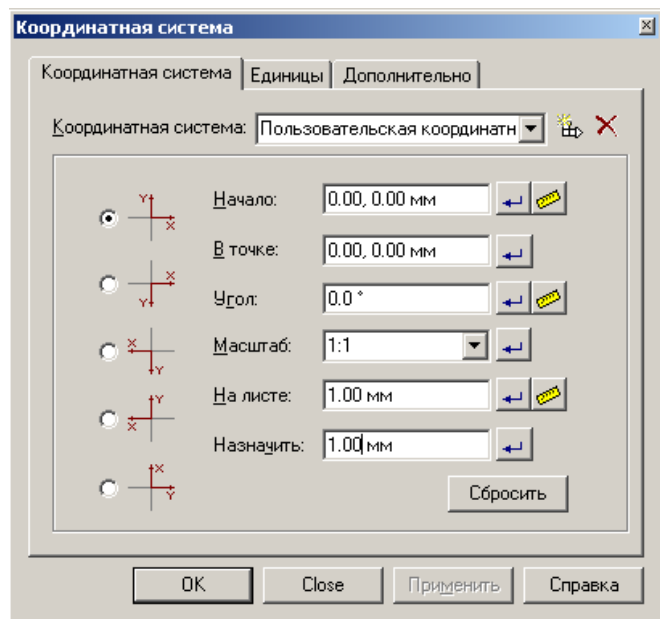 Координатная система
Координатная система Единицы Дополнительно
Координатная система: Пользовательская координатн
Y X Начало: 0.00, 0.00 мм
В точке: 0.00, 0.00 мм
X Y Угол: 0.0 °
X Y Масштаб: 1:1
Y X На листе: 1.00 мм
Назначить: 1.00 мм
X Y Сбросить
OK Close Применить Справка